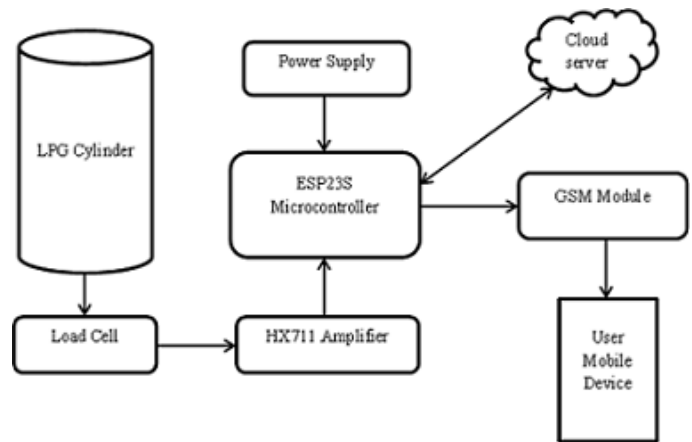 Cloud
server
Power Supply
LPG Cylinder
ESP23S
Microcontroller
GSM Module
Load Cell
HX711 Amplifier
User
Mobile
Device